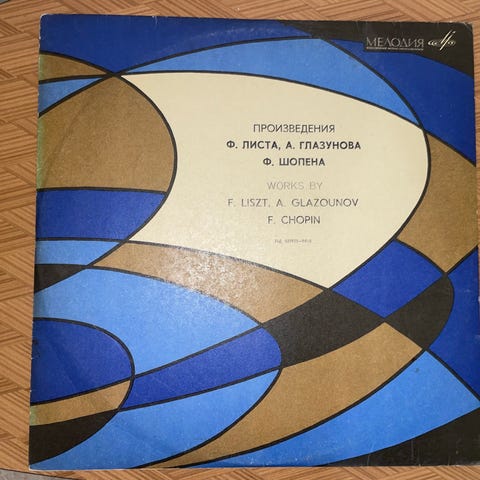 МЕЛОДИЯ
ПРОИЗВЕДЕНИЯ
Ф. ЛИСТА, А. ГЛАЗУНОВА
Ф. ШОПЕНА
WORKS BY
F. LISZT, A. GLAZOUNOV
F. CHOPIN